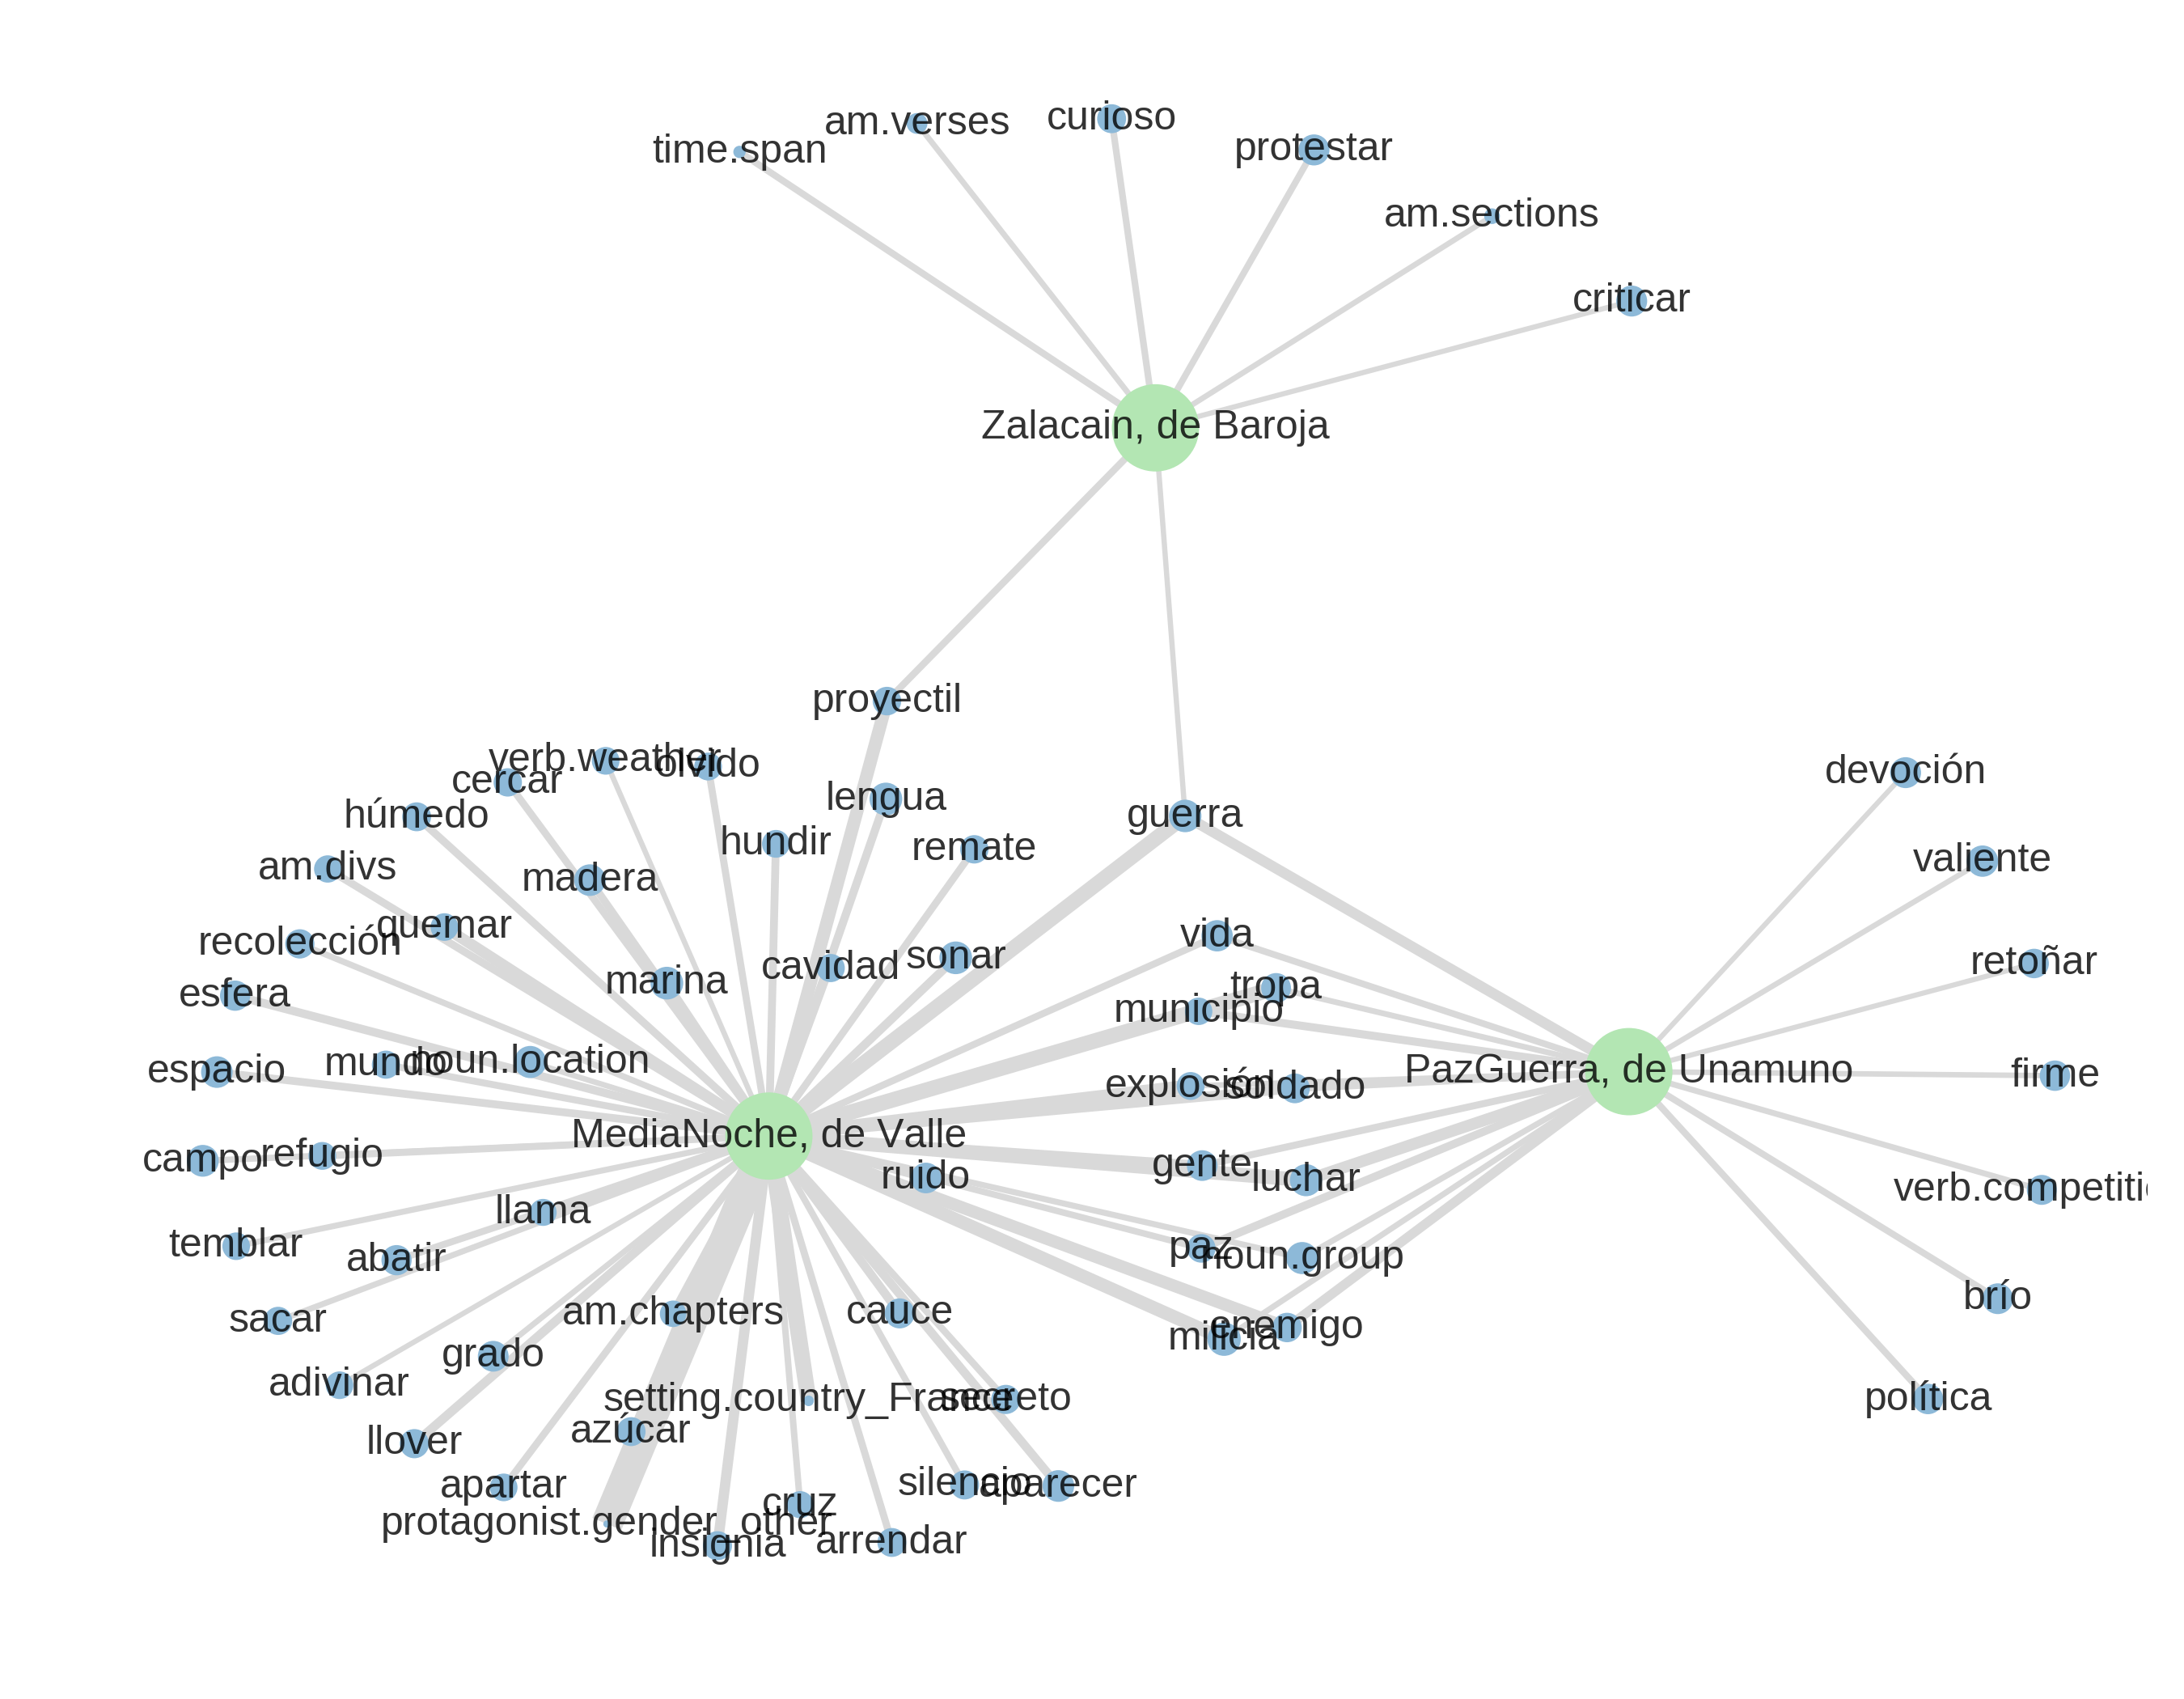 time.span
am.verses
curioso
protestar
am.sections
criticar
Zalacain, de Baroja
proyectil
verb.weather
olvido
cercar
lengua
húmedo
hundir
remate
guerra
devoción
am.divs
madera
valiente
quemar
recolección
vida
marina
cavidad
sonar
retoñar
esfera
tropa
municipio
espacio
mundo
noun.location
explosión
soldado
PazGuerra, de Unamuno
firme
MediaNoche, de Valle
campo
refugio
ruido
gente
luchar
verb.competitic
llama
temblar
abatir
paz
noun.group
sacar
am.chapters
cauce
milicia
enemigo
brío
grado
adivinar
setting.country_France
secreto
política
azúcar
llover
apartar
silencio
aparecer
protagonist.gender_other
cruz
insignia
arrendar